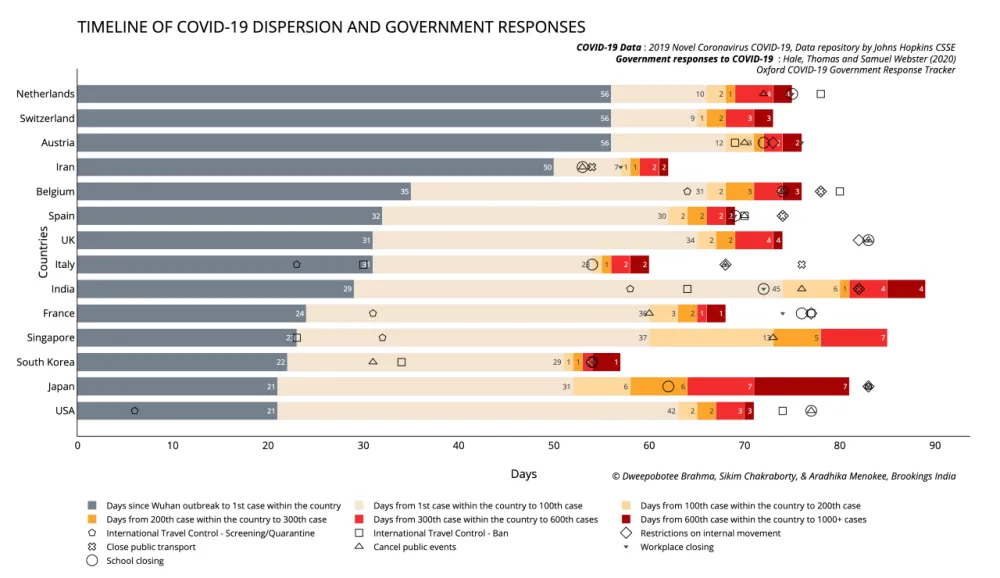 TIMELINE OF COVID-19 DISPERSION AND GOVERNMENT RESPONSES
COVID-19 Data : 2019 Novel Coronavirus COVID-19, Data repository by Johns Hopkins CSSE
Government responses to COVID-19 : Hale, Thomas and Samuel Webster (2020)
Oxford COVID-19 Government Response Tracker
Countries
Netherlands 56 10 2 1
Switzerland 56 9 1 2 3 3
Austria 56 12 2
Iran 50 7 1 1 2 2
Belgium 35 31 2 3 3
Spain 32 30 2 2 2 2
UK 31 34 2 2 4 4
Italy 1 2 2
India 29 45 6 1 4 4
France 24 3 2 1 1
Singapore 37 5 7
South Korea 22 29 1 1 1
Japan 21 31 6 6 7 7
USA 21 42 2 2 3 3
0 10 20 30 40 50 60 70 80 90
Days
© Dweepobotee Brahma, Sikim Chakraborty, & Aradhika Menokee, Brookings India
Days since Wuhan outbreak to 1st case within the country Days from 1st case within the country to 100th case Days from 100th case within the country to 200th case
Days from 200th case within the country to 300th case Days from 300th case within the country to 600th cases Days from 600th case within the country to 1000+ cases
International Travel Control - Screening/Quarantine International Travel Control - Ban Restrictions on internal movement
Close public transport Cancel public events Workplace closing
School closing